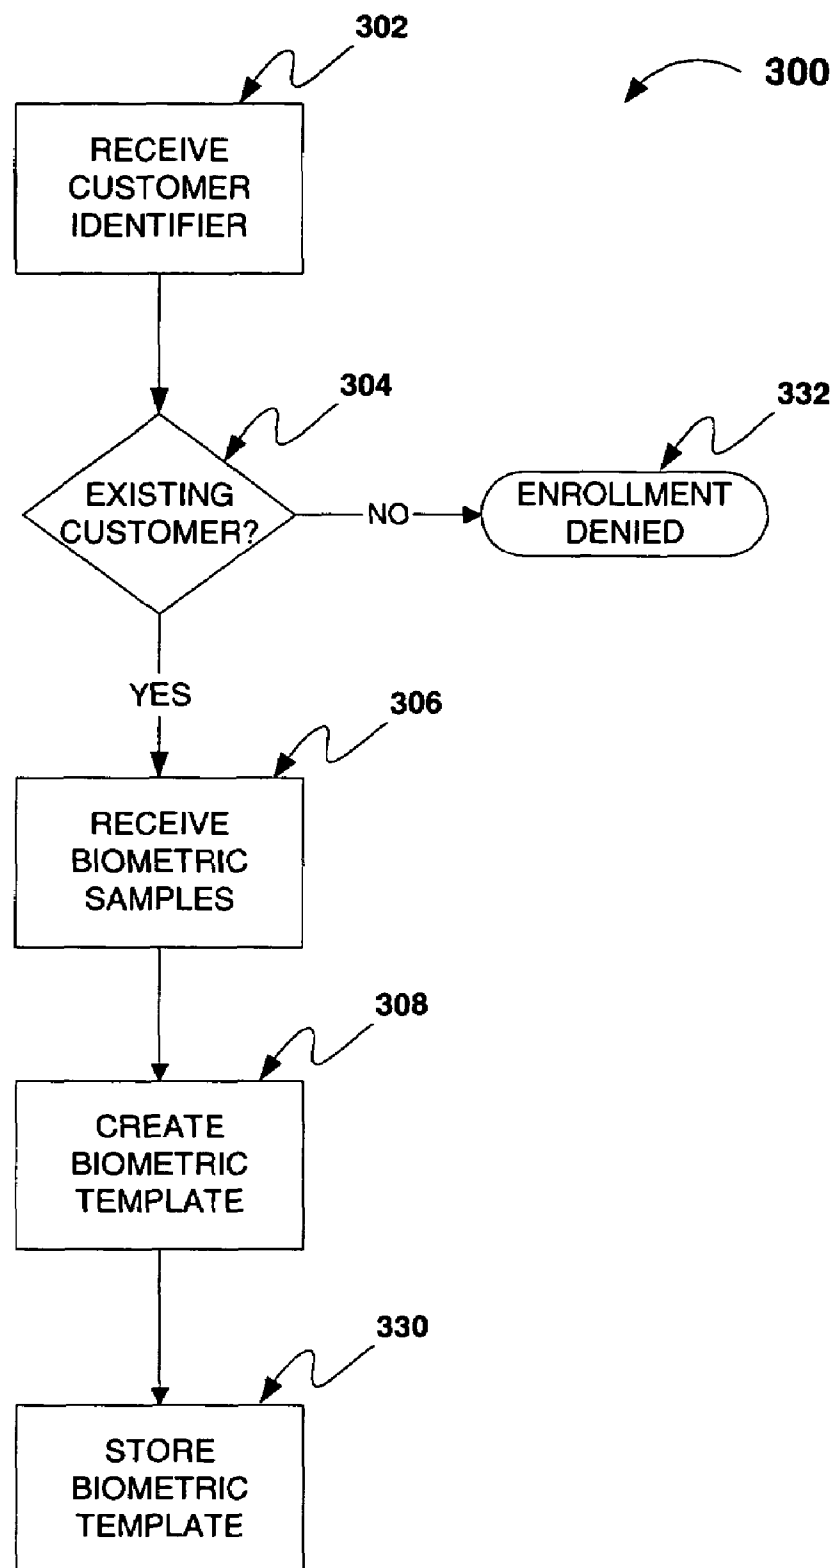 302
300
RECEIVE
CUSTOMER
IDENTIFIER
304
332
EXISTING
CUSTOMER?
NO
ENROLLMENT
DENIED
YES
306
RECEIVE
BIOMETRIC
SAMPLES
308
CREATE
BIOMETRIC
TEMPLATE
330
STORE
BIOMETRIC
TEMPLATE